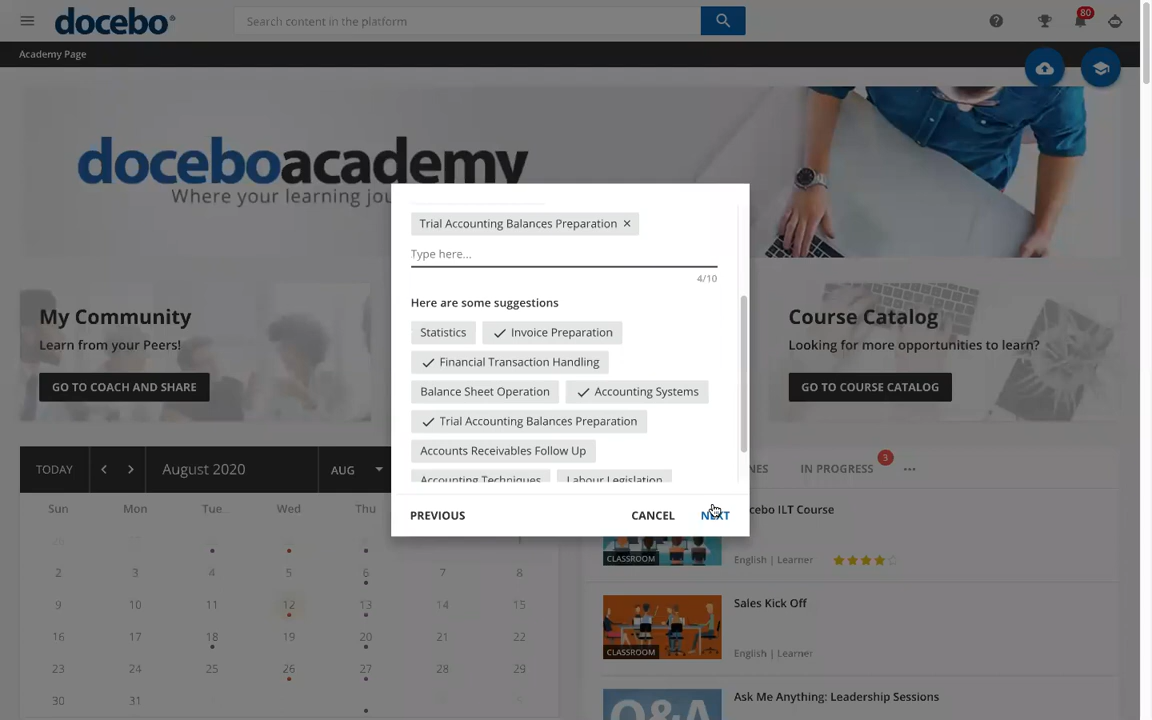 docebo
Search content in the platform
80
Academy Page
doceboacademy
Where your learning jou
Trial Accounting Balances Preparation ×
Type here...
4/10
Here are some suggestions
Statistics
Invoice Preparation
Financial Transaction Handling
Balance Sheet Operation
Accounting Systems
Trial Accounting Balances Preparation
Accounts Receivables Follow Up
Accounting Techniques
Labour Legislation
PREVIOUS
CANCEL
NEXT
My Community
Learn from your Peers!
GO TO COACH AND SHARE
Course Catalog
Looking for more opportunities to learn?
GO TO COURSE CATALOG
TODAY
August 2020
AUG
Sun Mon Tue Wed Thu
1
2 3 4 5 6 7 8
9 10 11 12 13 14 15
16 17 18 19 20 21 22
23 24 25 26 27 28 29
30 31
NES
IN PROGRESS
3
cebo ILT Course
CLASSROOM
English | Learner
Sales Kick Off
CLASSROOM
English | Learner
Ask Me Anything: Leadership Sessions
Q&A